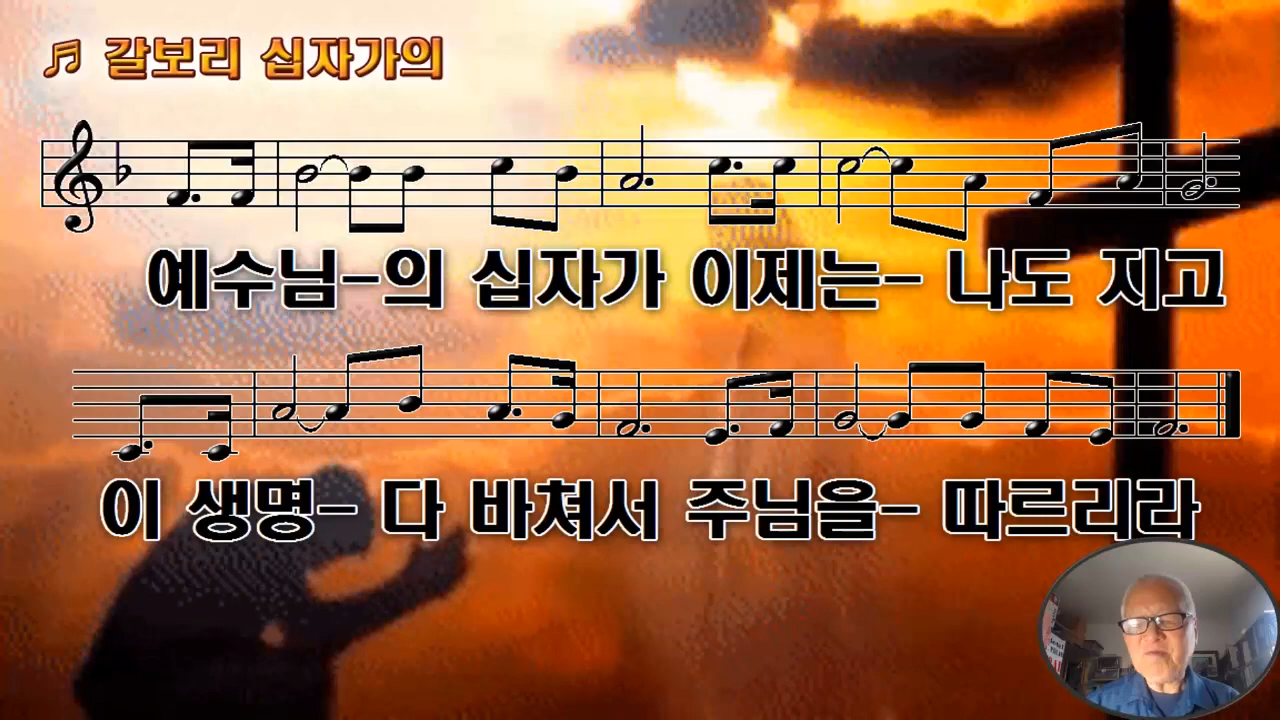 갈보리 십자가의
예수님-의 십자가 이제는- 나도 지고
이 생명- 다 바쳐서 주님을- 따르리라